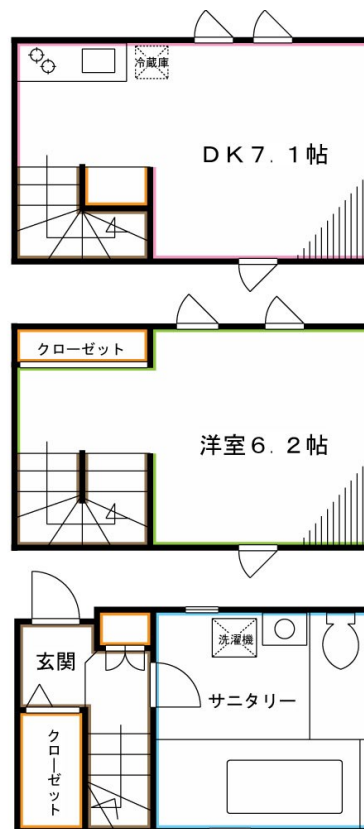 冷蔵庫
DK7.1帖
クローゼット
洋室6.2帖
洗濯機
玄関
サニタリー
クローゼット